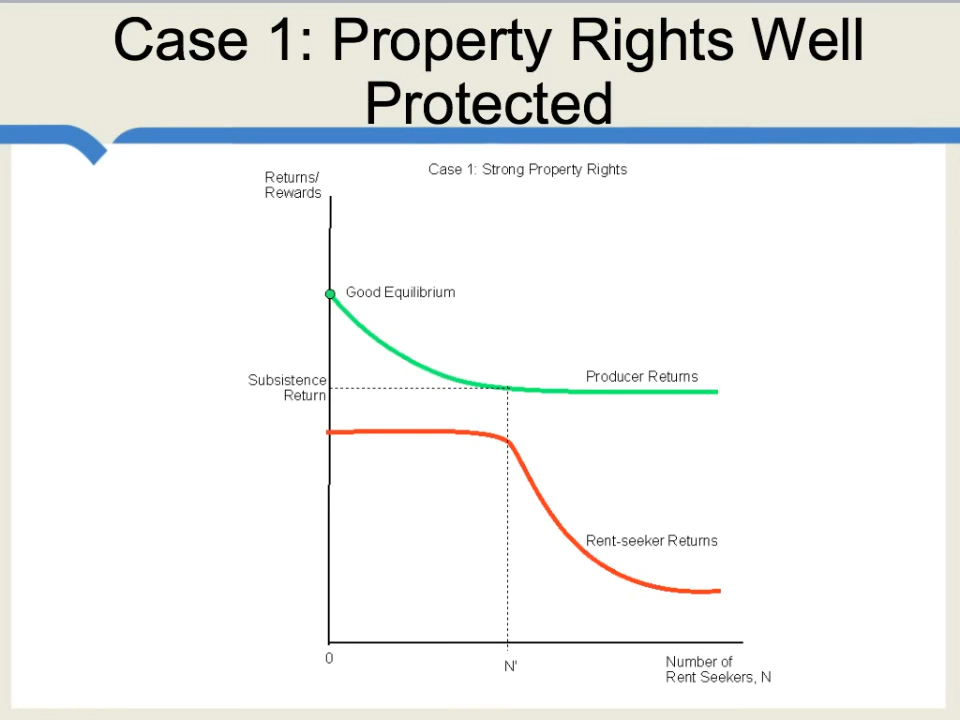 Case 1: Property Rights Well
Protected
Case 1: Strong Property Rights
Returns/
Rewards
Good Equilibrium
Subsistence
Return
Producer Returns
Rent-seeker Returns
0
N'
Number of
Rent Seekers, N